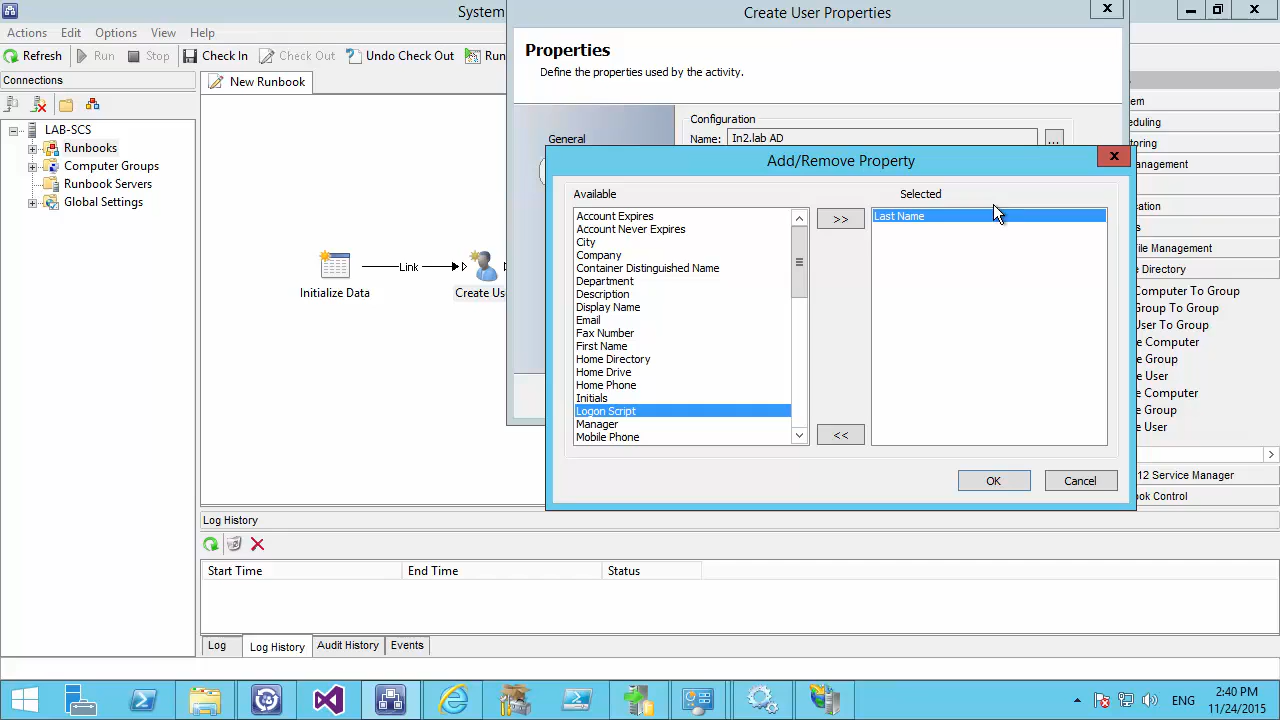 System
Create User Properties
Actions
Edit
Options
View
Help
Refresh
Run
Stop
Check In
Check Out
Undo Check Out
Run
Properties
Define the properties used by the activity.
Connections
New Runbook
LAB-SCS
Runbooks
Computer Groups
Runbook Servers
Global Settings
General
Configuration
Name:
In2.lab AD
...
Add/Remove Property
Available
Selected
Account Expires
Account Never Expires
City
Company
Container Distinguished Name
Department
Description
Display Name
Email
Fax Number
First Name
Home Directory
Home Drive
Home Phone
Initials
Logon Script
Manager
Mobile Phone
>>
<<
Last Name
OK
Cancel
Initialize Data
Link
Create Us
em
eduling
toring
anagement
ation
s
File Management
e Directory
Computer To Group
Group To Group
User To Group
e Computer
e Group
e User
e Computer
e Group
e User
12 Service Manager
ook Control
Log History
Start Time
End Time
Status
Log
Log History
Audit History
Events
ENG
2:40 PM
11/24/2015